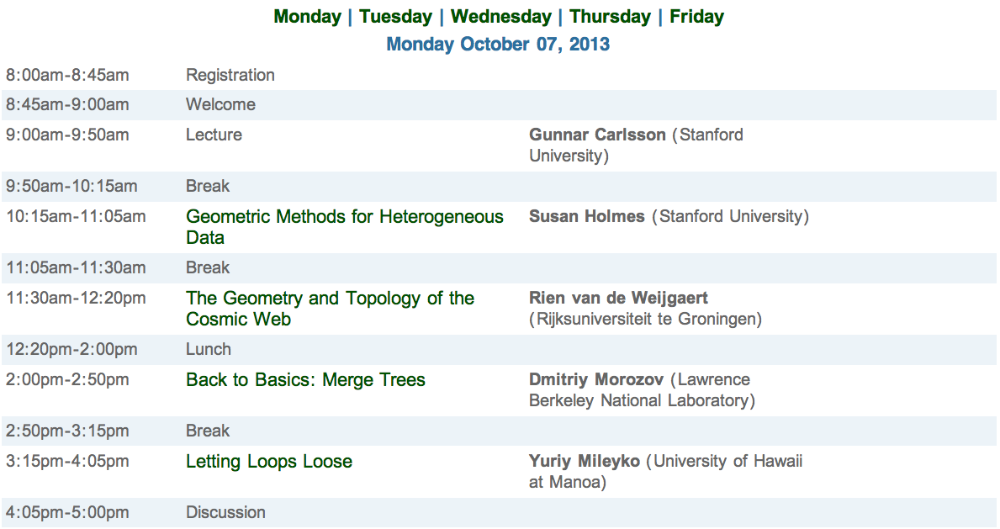 Monday | Tuesday | Wednesday | Thursday | Friday
Monday October 07, 2013
8:00am-8:45am Registration
8:45am-9:00am Welcome
9:00am-9:50am Lecture Gunnar Carlsson (Stanford
University)
9:50am-10:15am Break
10:15am-11:05am Geometric Methods for Heterogeneous Susan Holmes (Stanford University)
Data
11:05am-11:30am Break
11:30am-12:20pm The Geometry and Topology of the Rien van de Weijgaert
Cosmic Web (Rijksuniversiteit te Groningen)
12:20pm-2:00pm Lunch
2:00pm-2:50pm Back to Basics: Merge Trees Dmitriy Morozov (Lawrence
Berkeley National Laboratory)
2:50pm-3:15pm Break
3:15pm-4:05pm Letting Loops Loose Yuriy Mileyko (University of Hawaii
at Manoa)
4:05pm-5:00pm Discussion